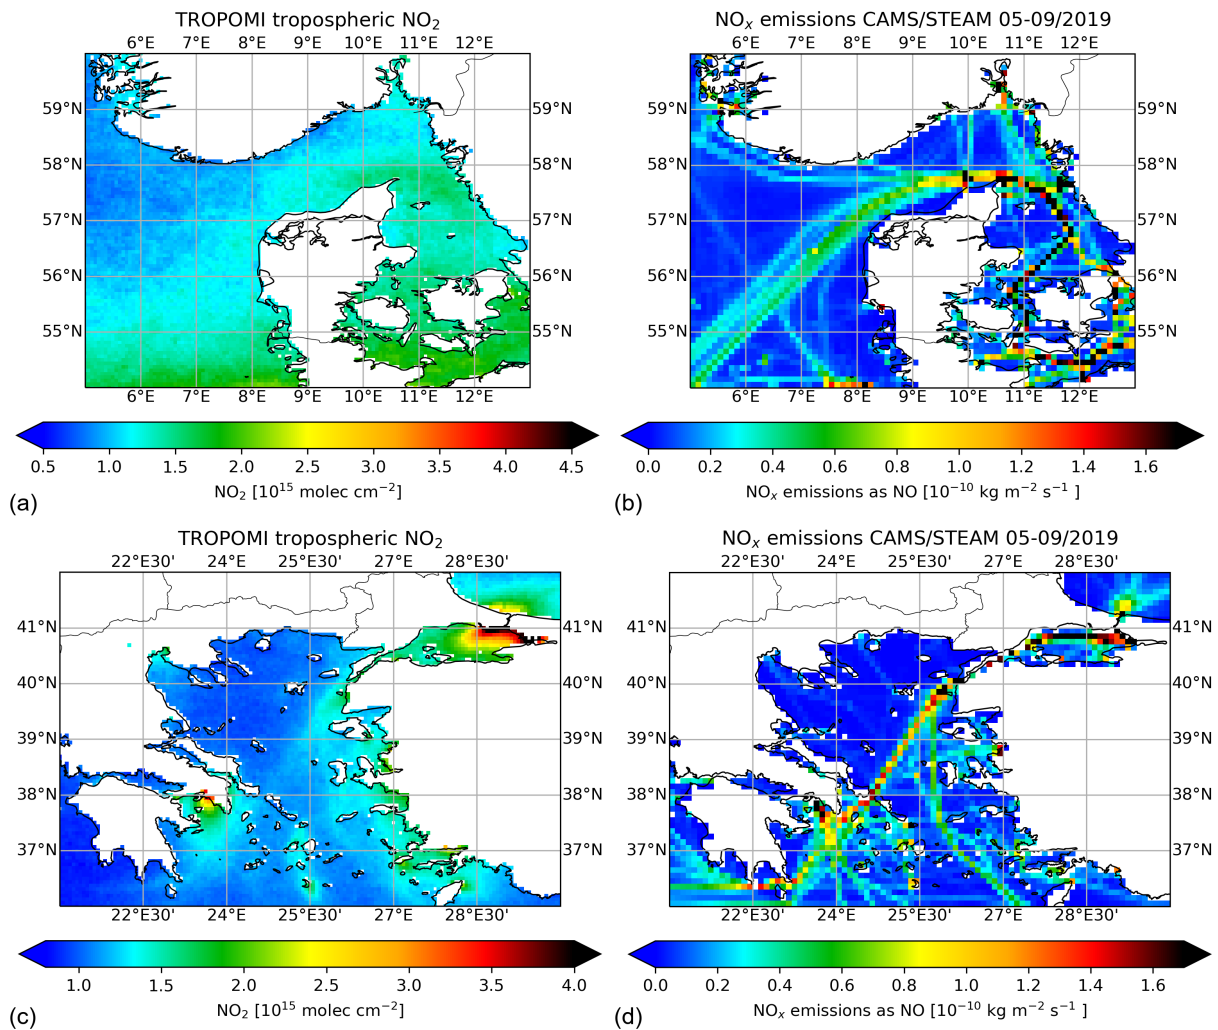 TROPOMI tropospheric NO₂
6°E 7°E 8°E 9°E 10°E 11°E 12°E
59°N 59°N
58°N 58°N
57°N 57°N
56°N 56°N
55°N 55°N
6°E 7°E 8°E 9°E 10°E 11°E 12°E
0.5 1.0 1.5 2.0 2.5 3.0 3.5 4.0 4.5
NO₂ [10¹⁵ molec cm⁻²]
(a)
NOₓ emissions CAMS/STEAM 05-09/2019
6°E 7°E 8°E 9°E 10°E 11°E 12°E
59°N 59°N
58°N 58°N
57°N 57°N
56°N 56°N
55°N 55°N
6°E 7°E 8°E 9°E 10°E 11°E 12°E
0.0 0.2 0.4 0.6 0.8 1.0 1.2 1.4 1.6
NOₓ emissions as NO [10⁻¹⁰ kg m⁻² s⁻¹ ]
(b)
TROPOMI tropospheric NO₂
22°E30' 24°E 25°E30' 27°E 28°E30'
41°N 41°N
40°N 40°N
39°N 39°N
38°N 38°N
37°N 37°N
22°E30' 24°E 25°E30' 27°E 28°E30'
1.0 1.5 2.0 2.5 3.0 3.5 4.0
NO₂ [10¹⁵ molec cm⁻²]
(c)
NOₓ emissions CAMS/STEAM 05-09/2019
22°E30' 24°E 25°E30' 27°E 28°E30'
41°N 41°N
40°N 40°N
39°N 39°N
38°N 38°N
37°N 37°N
22°E30' 24°E 25°E30' 27°E 28°E30'
0.0 0.2 0.4 0.6 0.8 1.0 1.2 1.4 1.6
NOₓ emissions as NO [10⁻¹⁰ kg m⁻² s⁻¹ ]
(d)